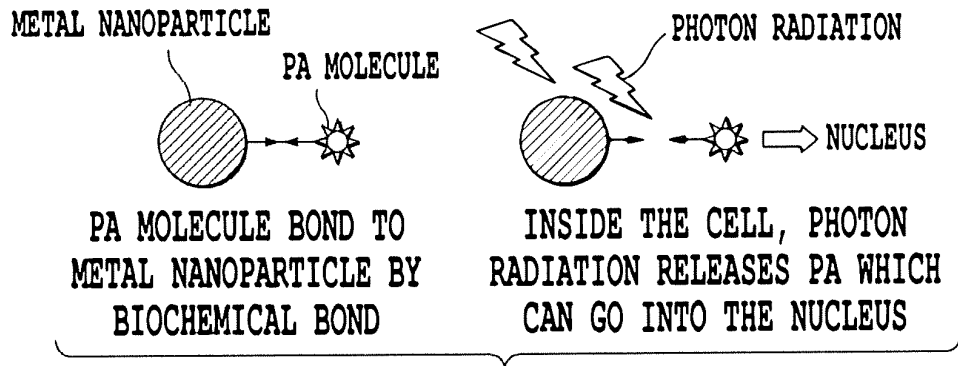 METAL NANOPARTICLE
PA MOLECULE
PA MOLECULE BOND TO
METAL NANOPARTICLE BY
BIOCHEMICAL BOND
PHOTON RADIATION
NUCLEUS
INSIDE THE CELL, PHOTON
RADIATION RELEASES PA WHICH
CAN GO INTO THE NUCLEUS